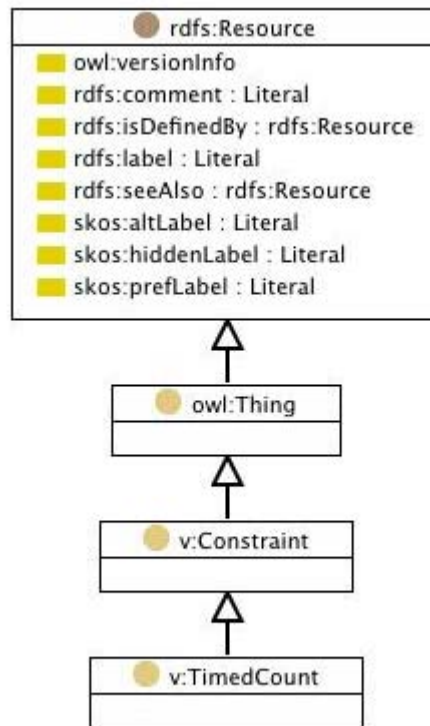 rdfs:Resource
owl:versionInfo
rdfs:comment : Literal
rdfs:isDefinedBy : rdfs:Resource
rdfs:label : Literal
rdfs:seeAlso : rdfs:Resource
skos:altLabel : Literal
skos:hiddenLabel : Literal
skos:prefLabel : Literal
owl:Thing
v:Constraint
v:TimedCount